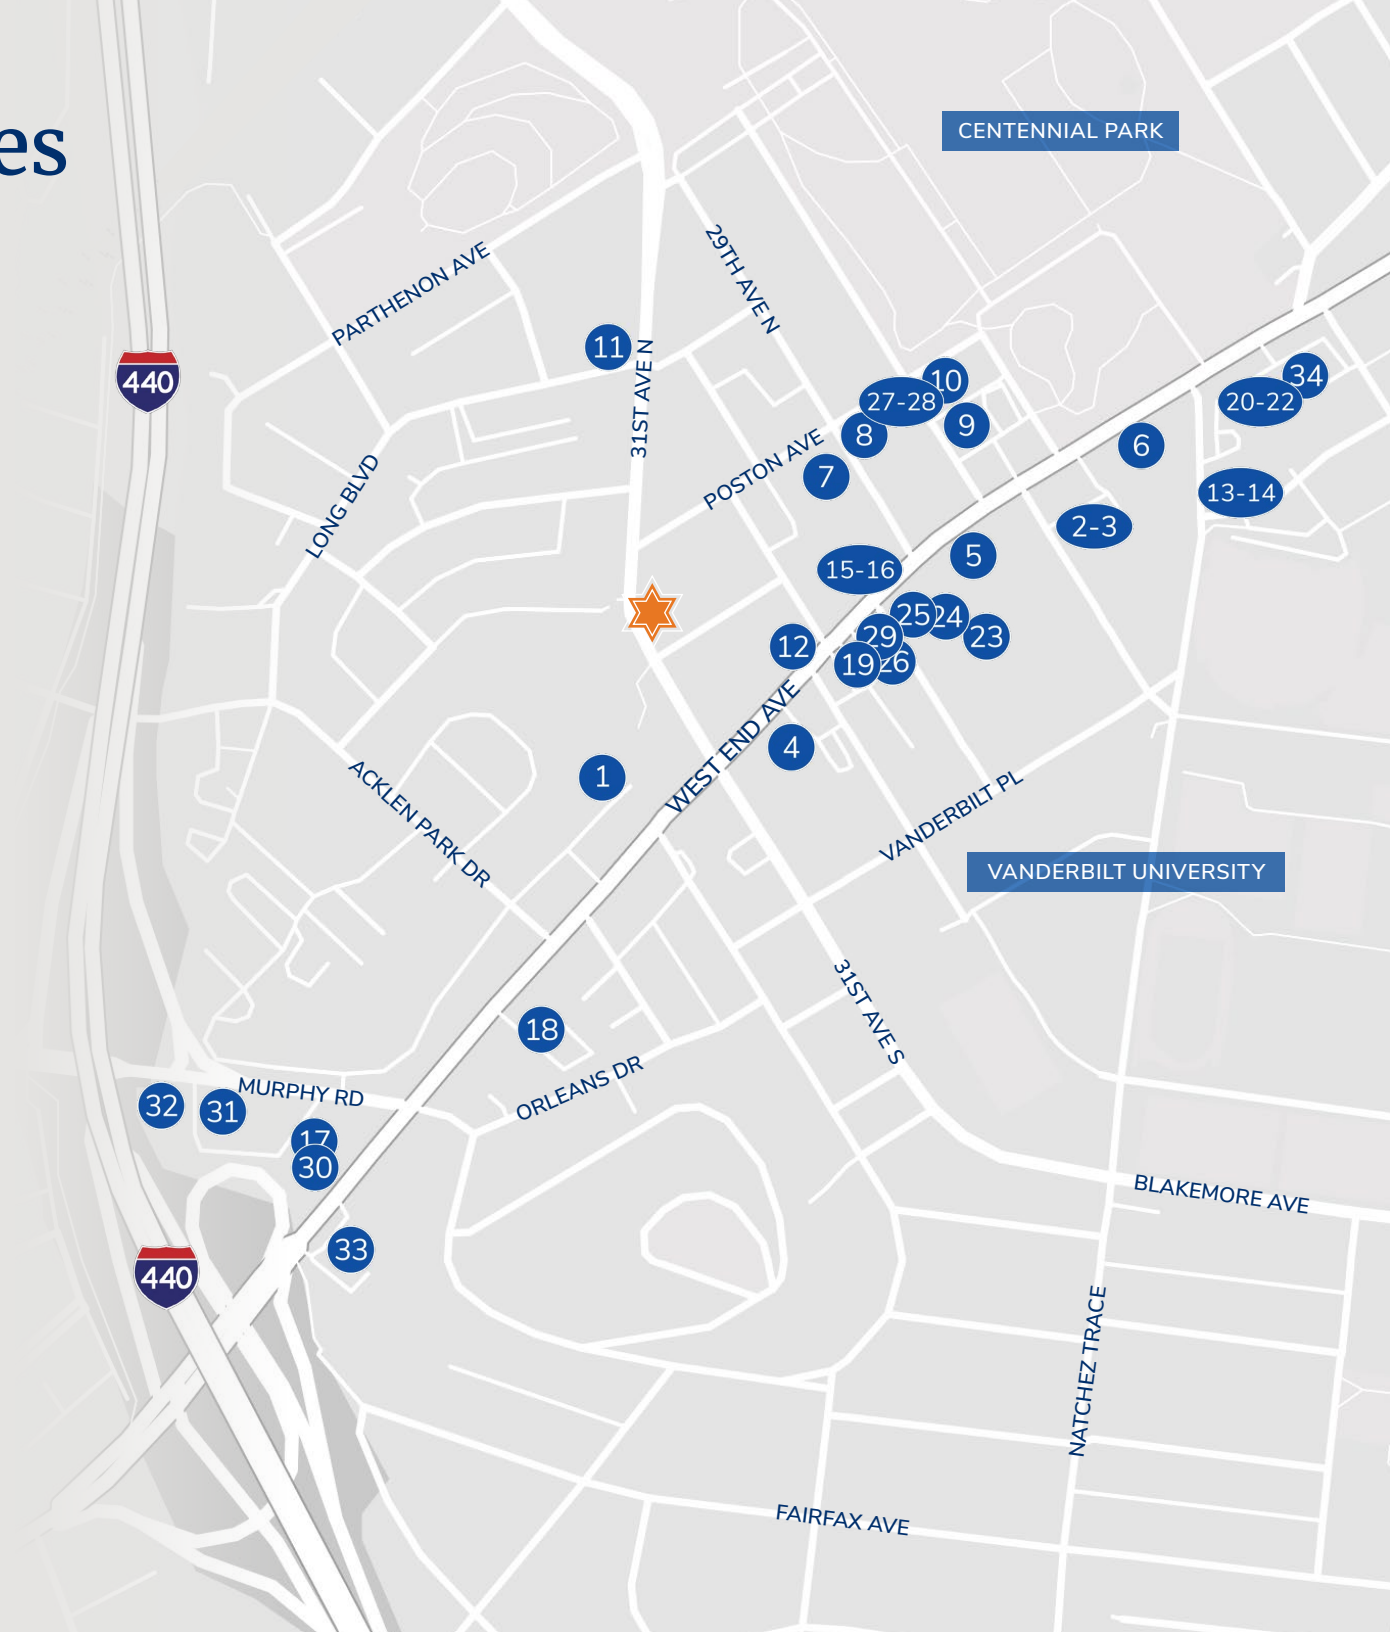 es
CENTENNIAL PARK
PARTHENON AVE
29TH AVE N
11
31ST AVE N
440
10
34
27-28
20-22
9
8
6
POSTON AVE
7
13-14
LONG BLVD
2-3
5
15-16
25
24
29
23
12
19
26
WEST END AVE
4
1
ACKLEN PARK DR
VANDERBILT PL
VANDERBILT UNIVERSITY
31ST AVE S
18
ORLEANS DR
MURPHY RD
32
31
17
30
BLAKEMORE AVE
33
440
NATCHEZ TRACE
FAIRFAX AVE